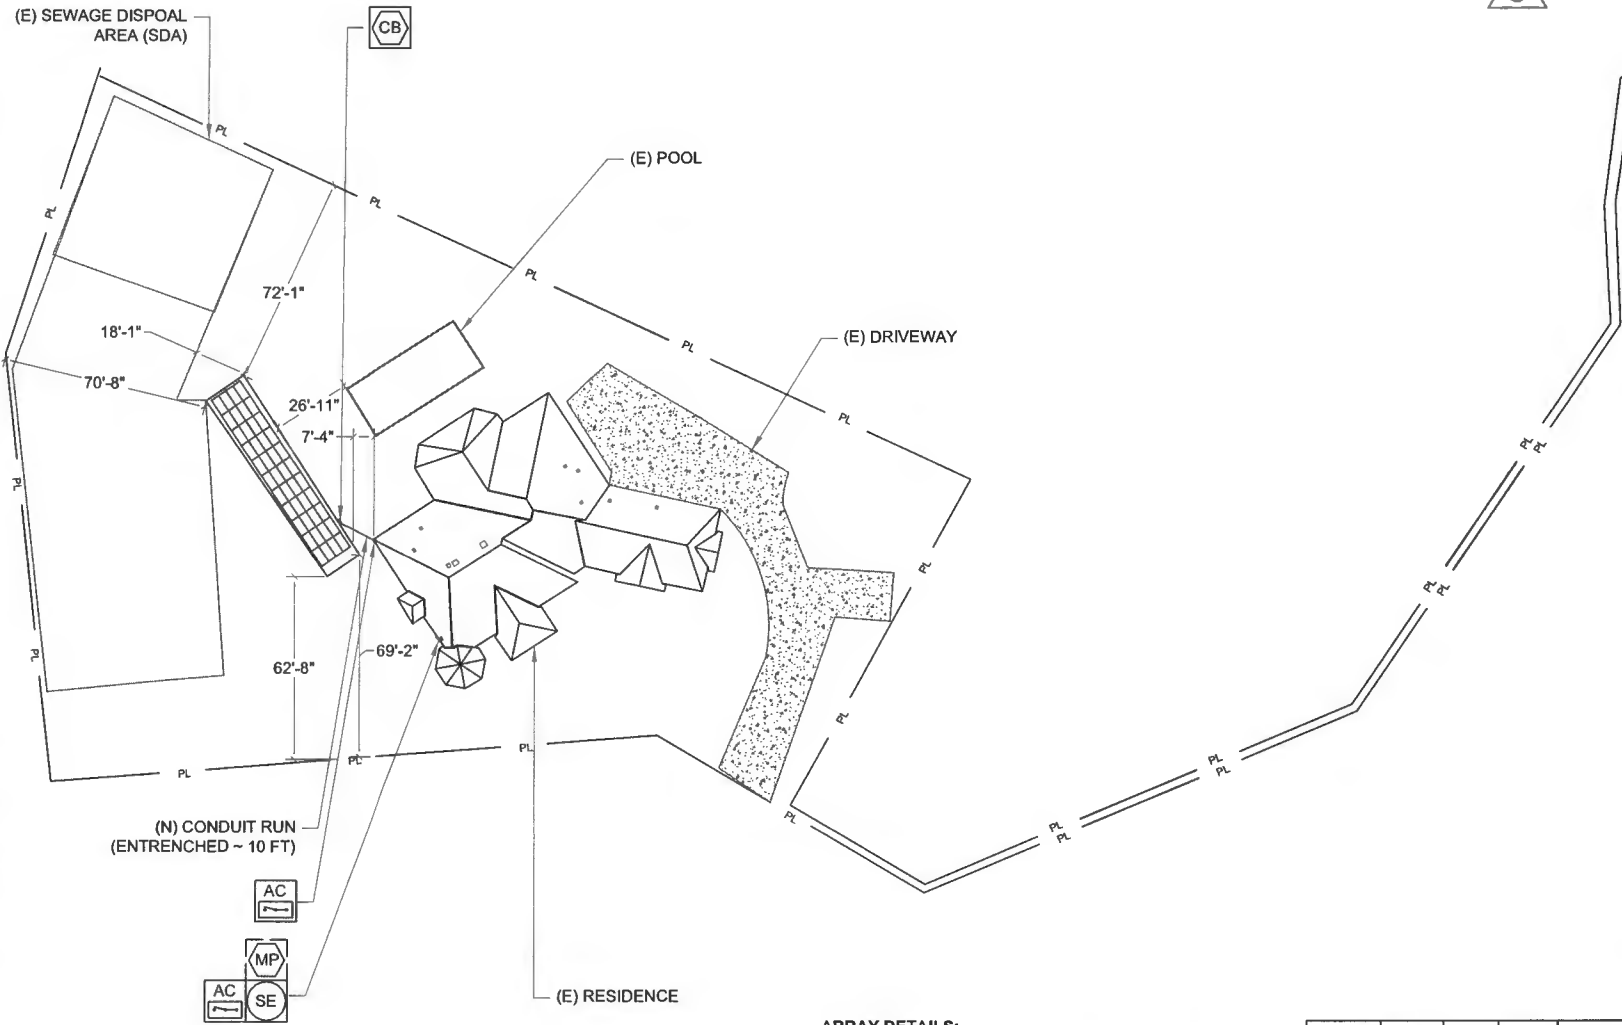 (E) SEWAGE DISPOAL
AREA (SDA)
CB
PL
(E) POOL
PL
PL
PL
72'-1"
18'-1"
(E) DRIVEWAY
PL
70'-8"
26'-11"
PL
7'-4"
PL
PL
PL
PL
PL
PL
PL
69'-2"
62'-8"
PL
PL
PL
PL
PL
PL
PL
(N) CONDUIT RUN
(ENTRENCHED ~ 10 FT)
PL
PL
PL
AC
MP
AC
SE
(E) RESIDENCE
ARRAY DETAILS: